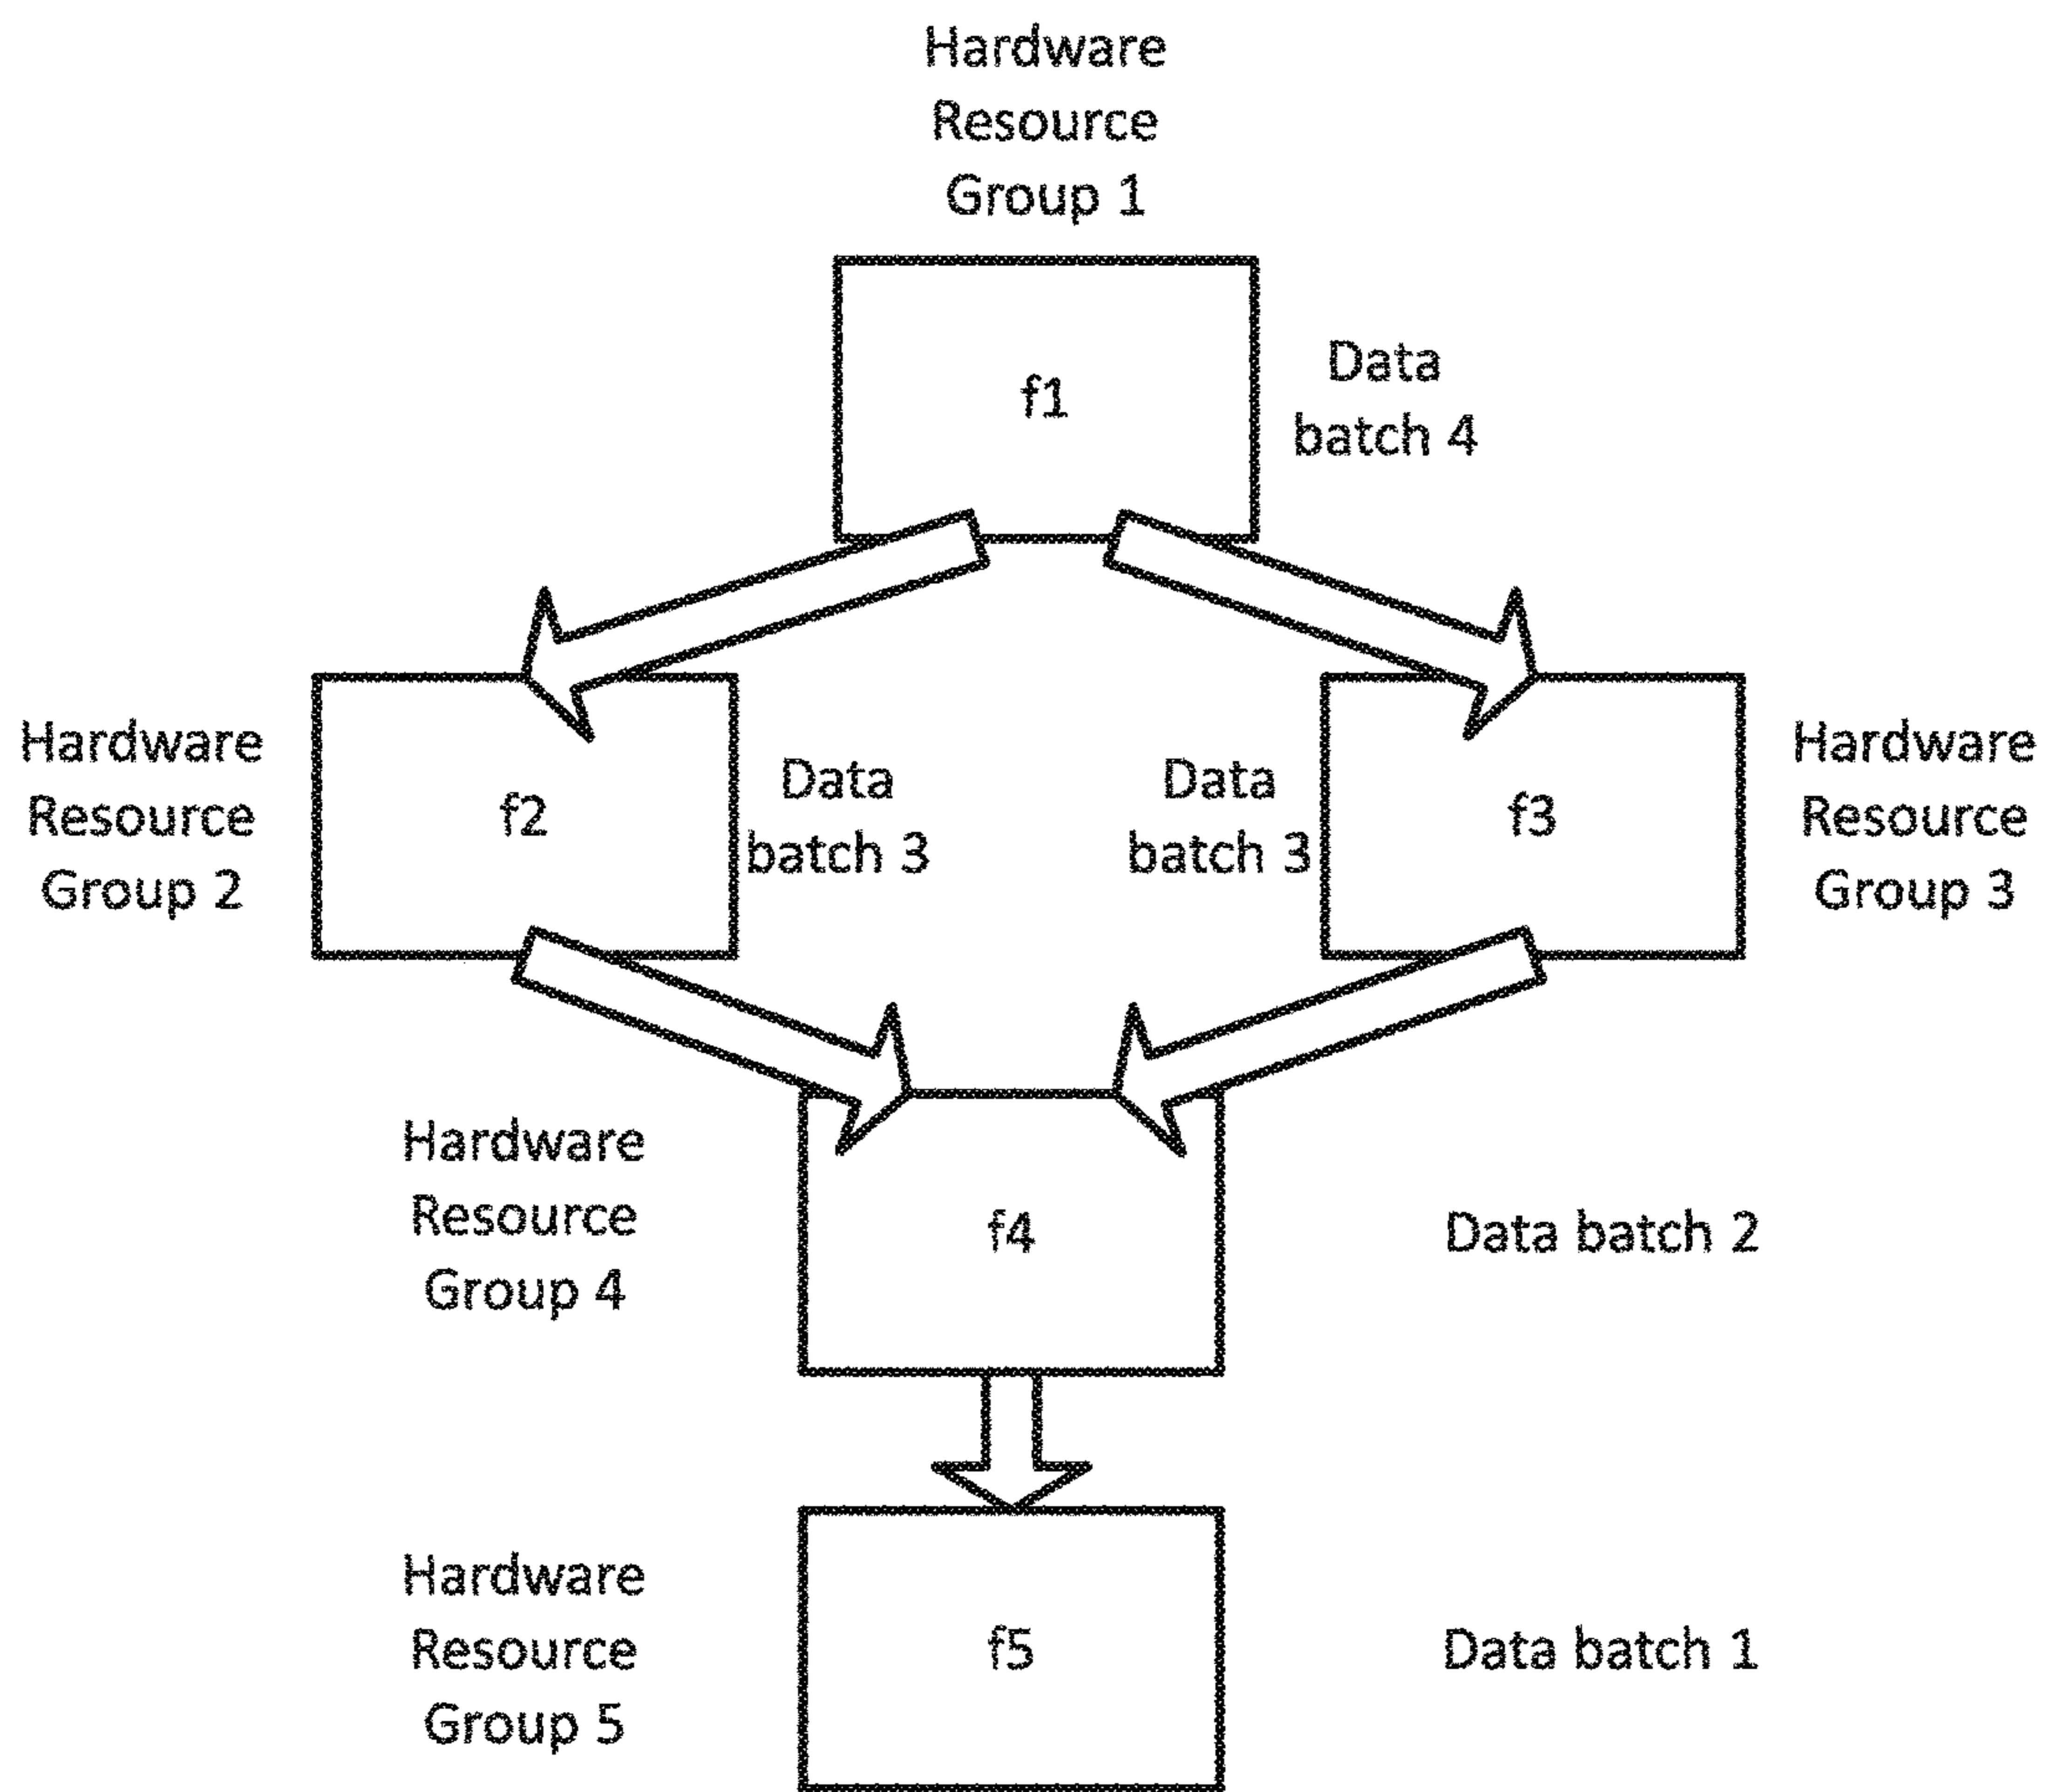 Hardware
Resource
Group 1
f1
Data
batch 4
Hardware
Resource
Group 2
f2
Data
batch 3
Data
batch 3
f3
Hardware
Resource
Group 3
Hardware
Resource
Group 4
f4
Data batch 2
Hardware
Resource
Group 5
f5
Data batch 1